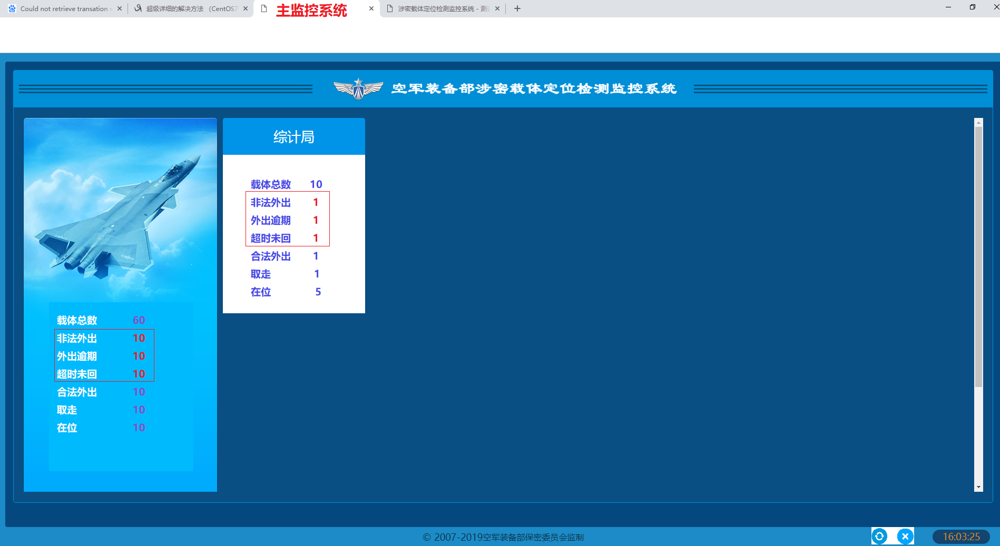 Could not retrieve transation
超级详细的解决方法 （CentOS7
主监控系统
涉密载体定位检测监控系统 - 测
空军装备部涉密载体定位检测监控系统
载体总数 60
非法外出 10
外出逾期 10
超时未回 10
合法外出 10
取走 10
在位 10
综计局
载体总数 10
非法外出 1
外出逾期 1
超时未回 1
合法外出 1
取走 1
在位 5
© 2007-2019空军装备部保密委员会监制
16:03:25